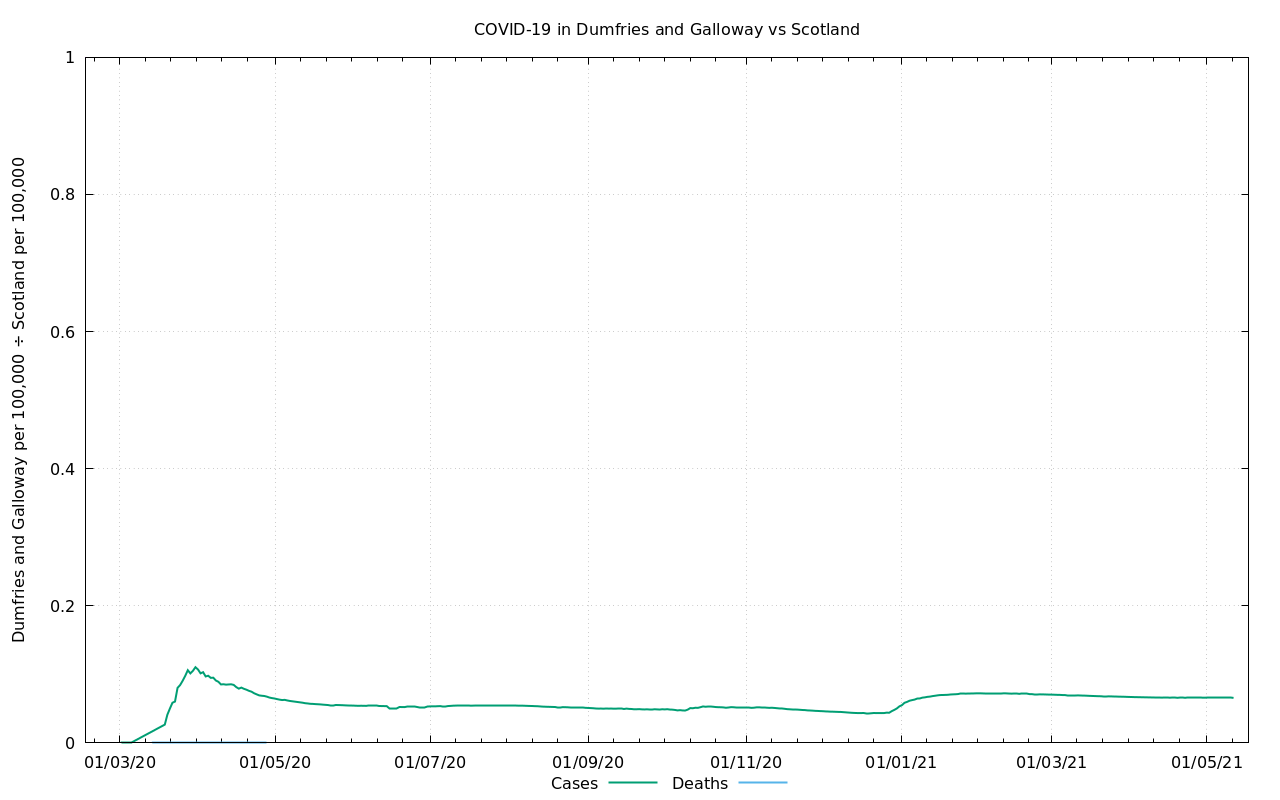 COVID-19 in Dumfries and Galloway vs Scotland
Dumfries and Galloway per 100,000 ÷ Scotland per 100,000
1
0.8
0.6
0.4
0.2
0
01/03/20 01/05/20 01/07/20 01/09/20 01/11/20 01/01/21 01/03/21 01/05/21
Cases Deaths